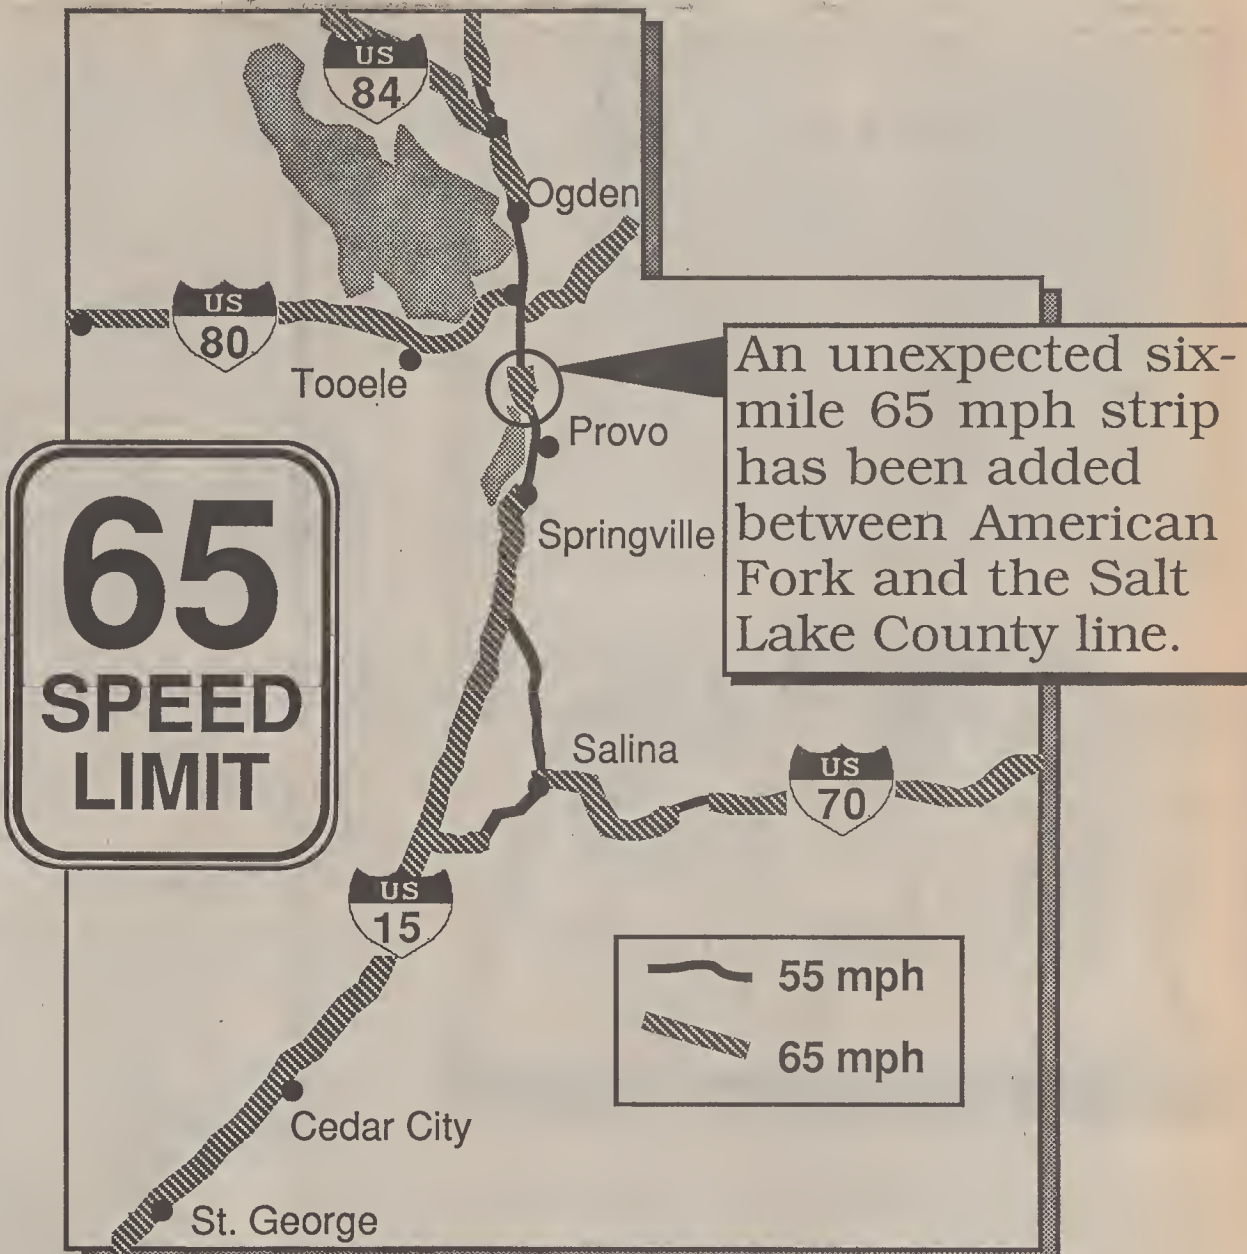 US
84
Ogden
US
80
Tooele
An unexpected six-
mile 65 mph strip
has been added
between American
Fork and the Salt
Lake County line.
Provo
Springville
65
SPEED
LIMIT
Salina
US
70
US
15
55 mph
65 mph
Cedar City
St. George